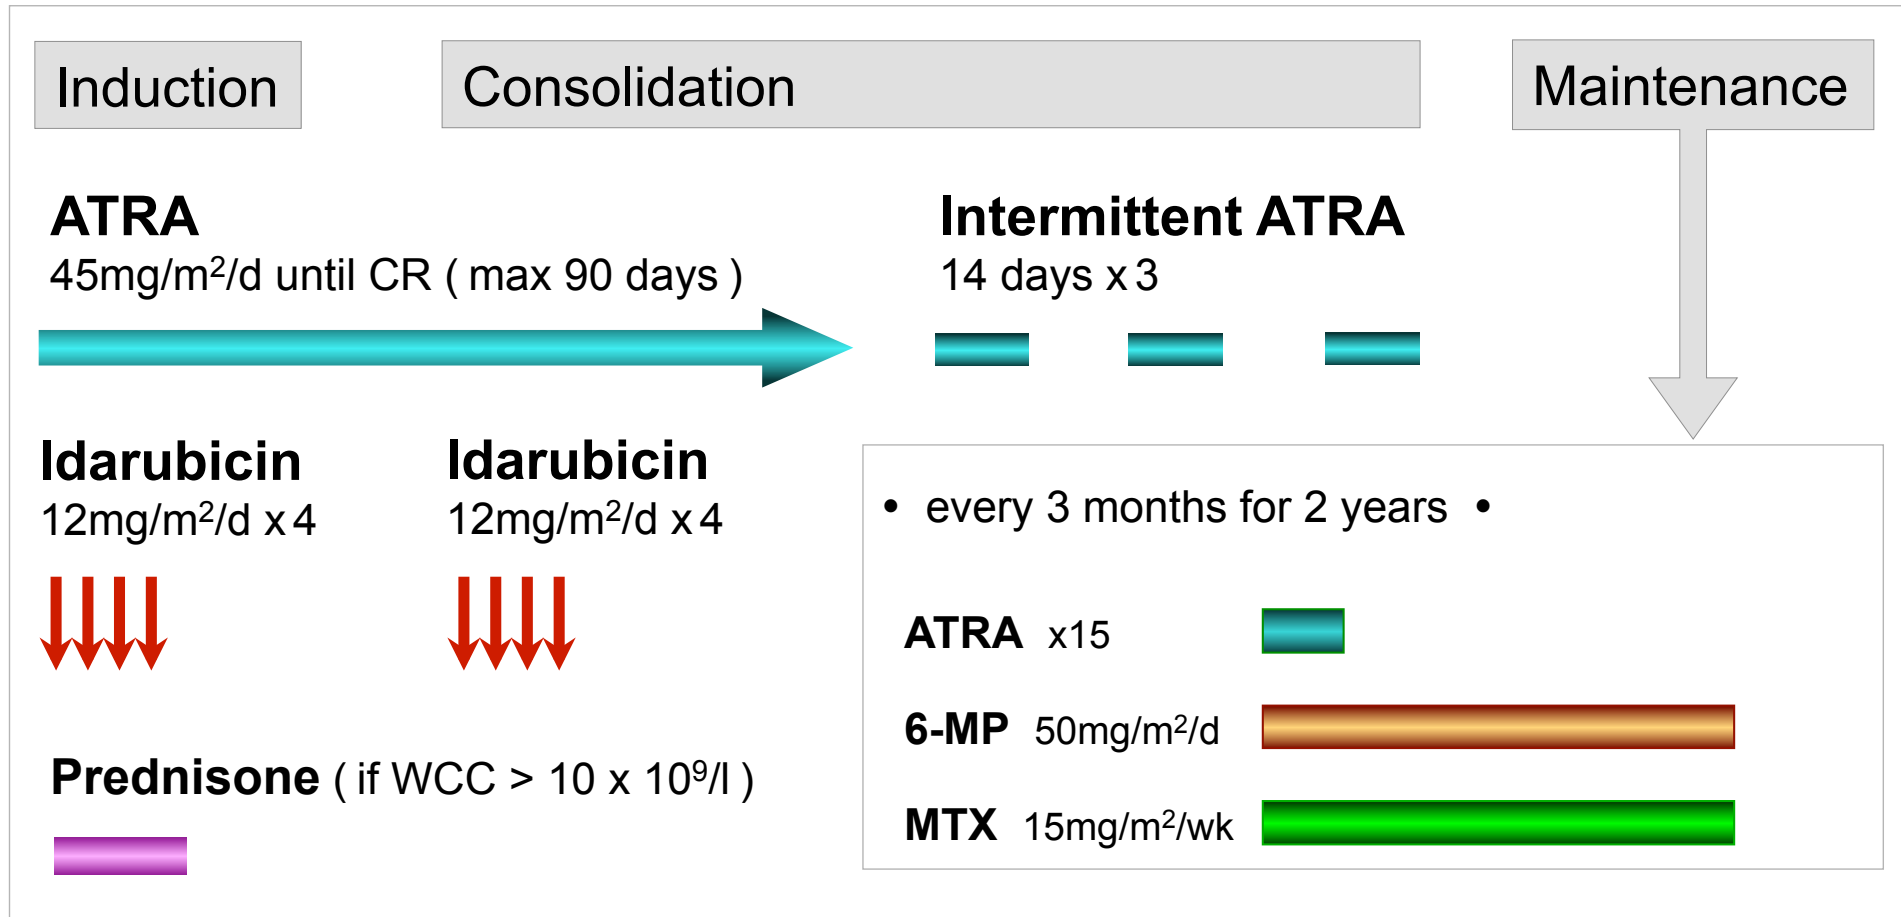 Induction
Consolidation
Maintenance
ATRA
45mg/m²/d until CR ( max 90 days )
Intermittent ATRA
14 days x 3
Idarubicin
12mg/m²/d x 4
Idarubicin
12mg/m²/d x 4
Prednisone ( if WCC > 10 x 10⁹/l )
• every 3 months for 2 years •
ATRA x15
6-MP 50mg/m²/d
MTX 15mg/m²/wk